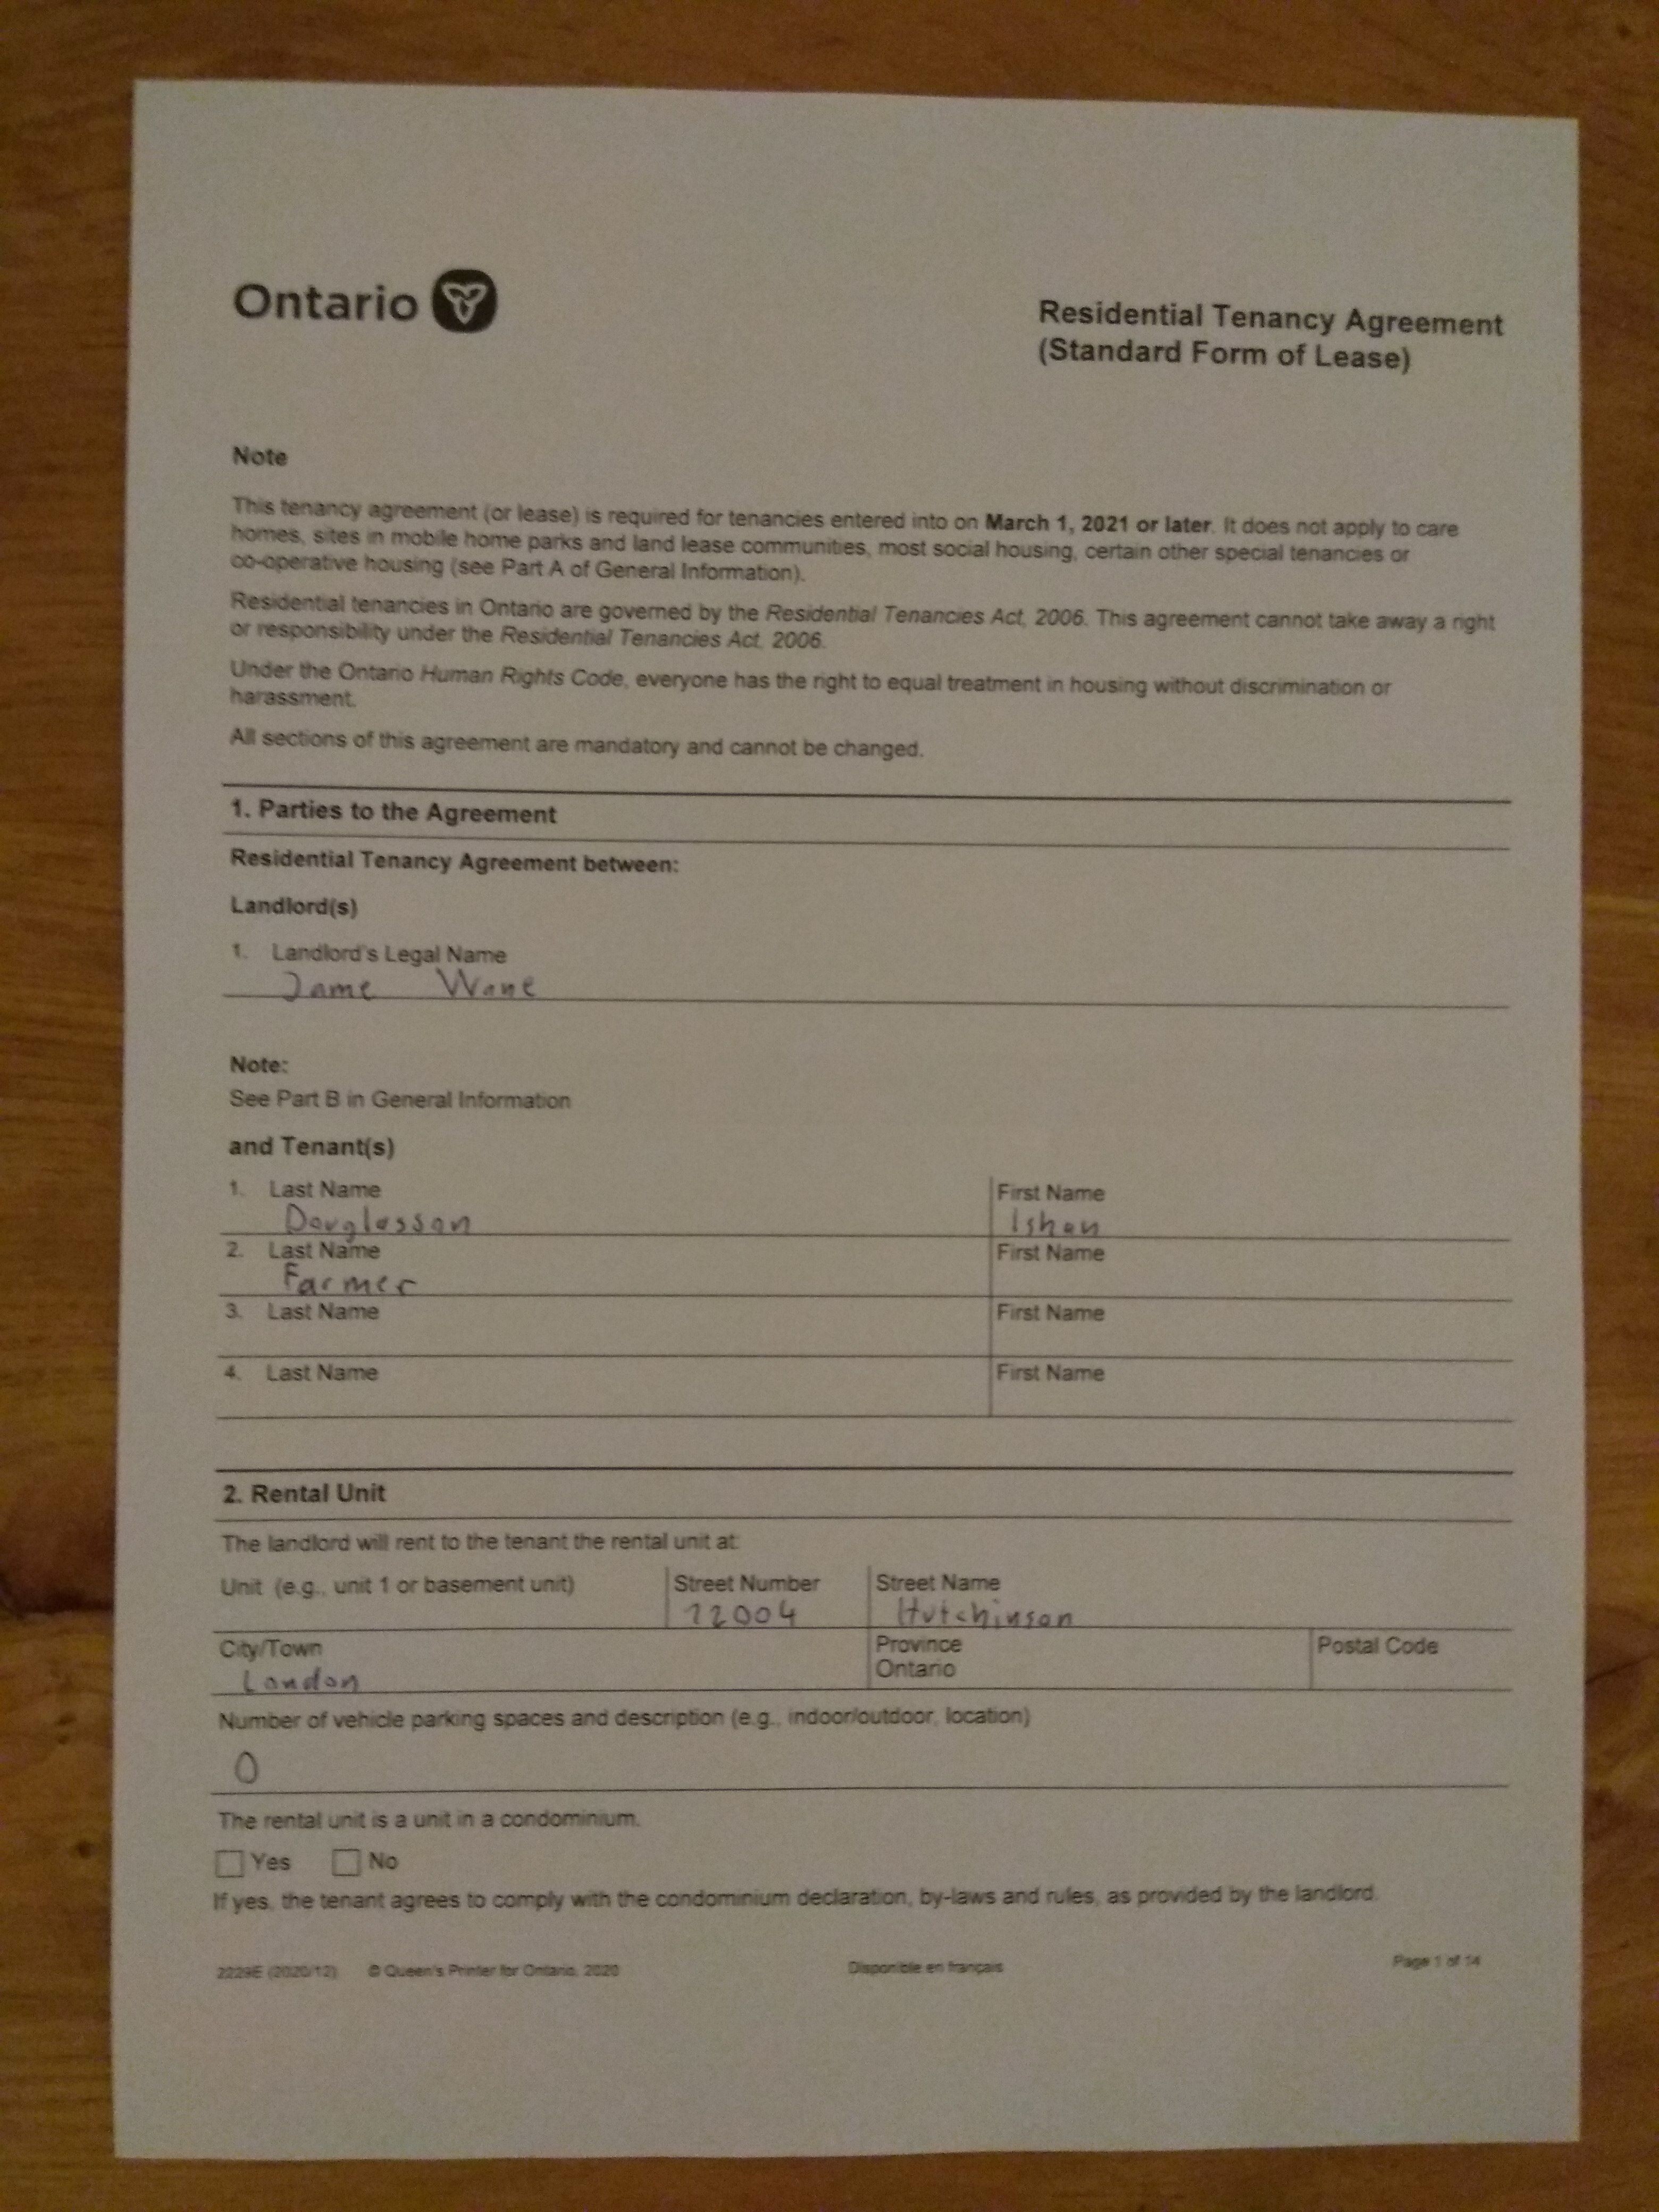 Ontario
Residential Tenancy Agreement
(Standard Form of Lease)
Note
This tenancy agreement (or lease) is required for tenancies entered into on March 1, 2021 or later. It does not apply to care
homes, sites in mobile home parks and land lease communities, most social housing, certain other special tenancies or
co-operative housing (see Part A of General Information).
Residential tenancies in Ontario are governed by the Residential Tenancies Act, 2006. This agreement cannot take away a right
or responsibility under the Residential Tenancies Act, 2006.
Under the Ontario Human Rights Code, everyone has the right to equal treatment in housing without discrimination or
harassment.
All sections of this agreement are mandatory and cannot be changed.
1. Parties to the Agreement
Residential Tenancy Agreement between:
Landlord(s)
1. Landlord's Legal Name
Jame Wane
Note:
See Part B in General Information
and Tenant(s)
1. Last Name First Name
Douglasson Ishan
2. Last Name First Name
Farmer
3. Last Name First Name
4. Last Name First Name
2. Rental Unit
The landlord will rent to the tenant the rental unit at:
Unit (e.g., unit 1 or basement unit) Street Number Street Name
Hutchinson
City/Town Province Postal Code
London Ontario
Number of vehicle parking spaces and description (e.g., indoor/outdoor, location)
0
The rental unit is a unit in a condominium.
Yes No
If yes, the tenant agrees to comply with the condominium declaration, by-laws and rules, as provided by the landlord.
2229E (2020/12) © Queen's Printer for Ontario, 2020 Disponible en français Page 1 of 14